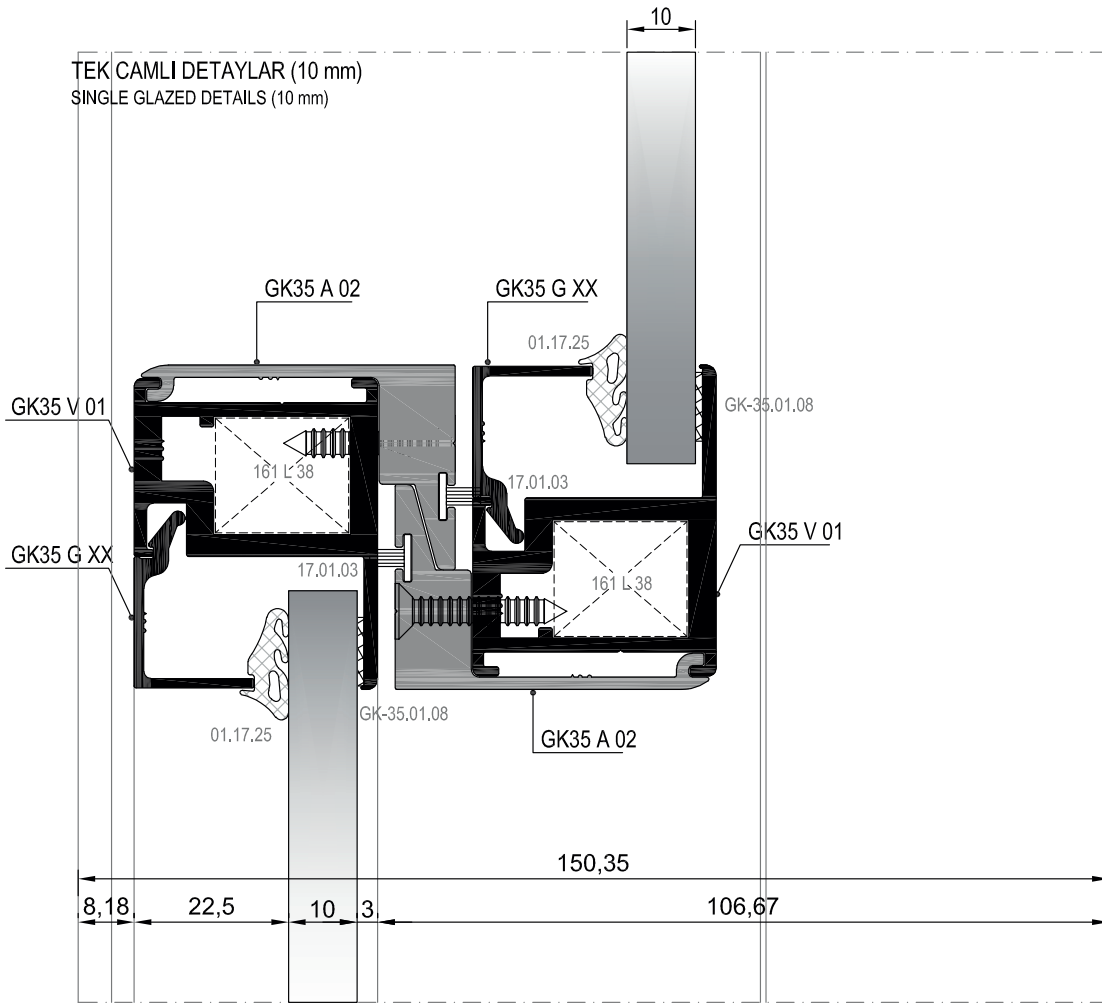 10
TEK CAMLI DETAYLAR (10 mm)
SINGLE GLAZED DETAILS (10 mm)
GK35 A 02
GK35 G XX
01.17.25
GK35 V 01
GK-35.01.08
161 L 38
17.01.03
GK35 V 01
GK35 G XX
17.01.03
161 L 38
GK-35.01.08
01.17.25
GK35 A 02
150,35
8,18
22,5
10
3
106,67